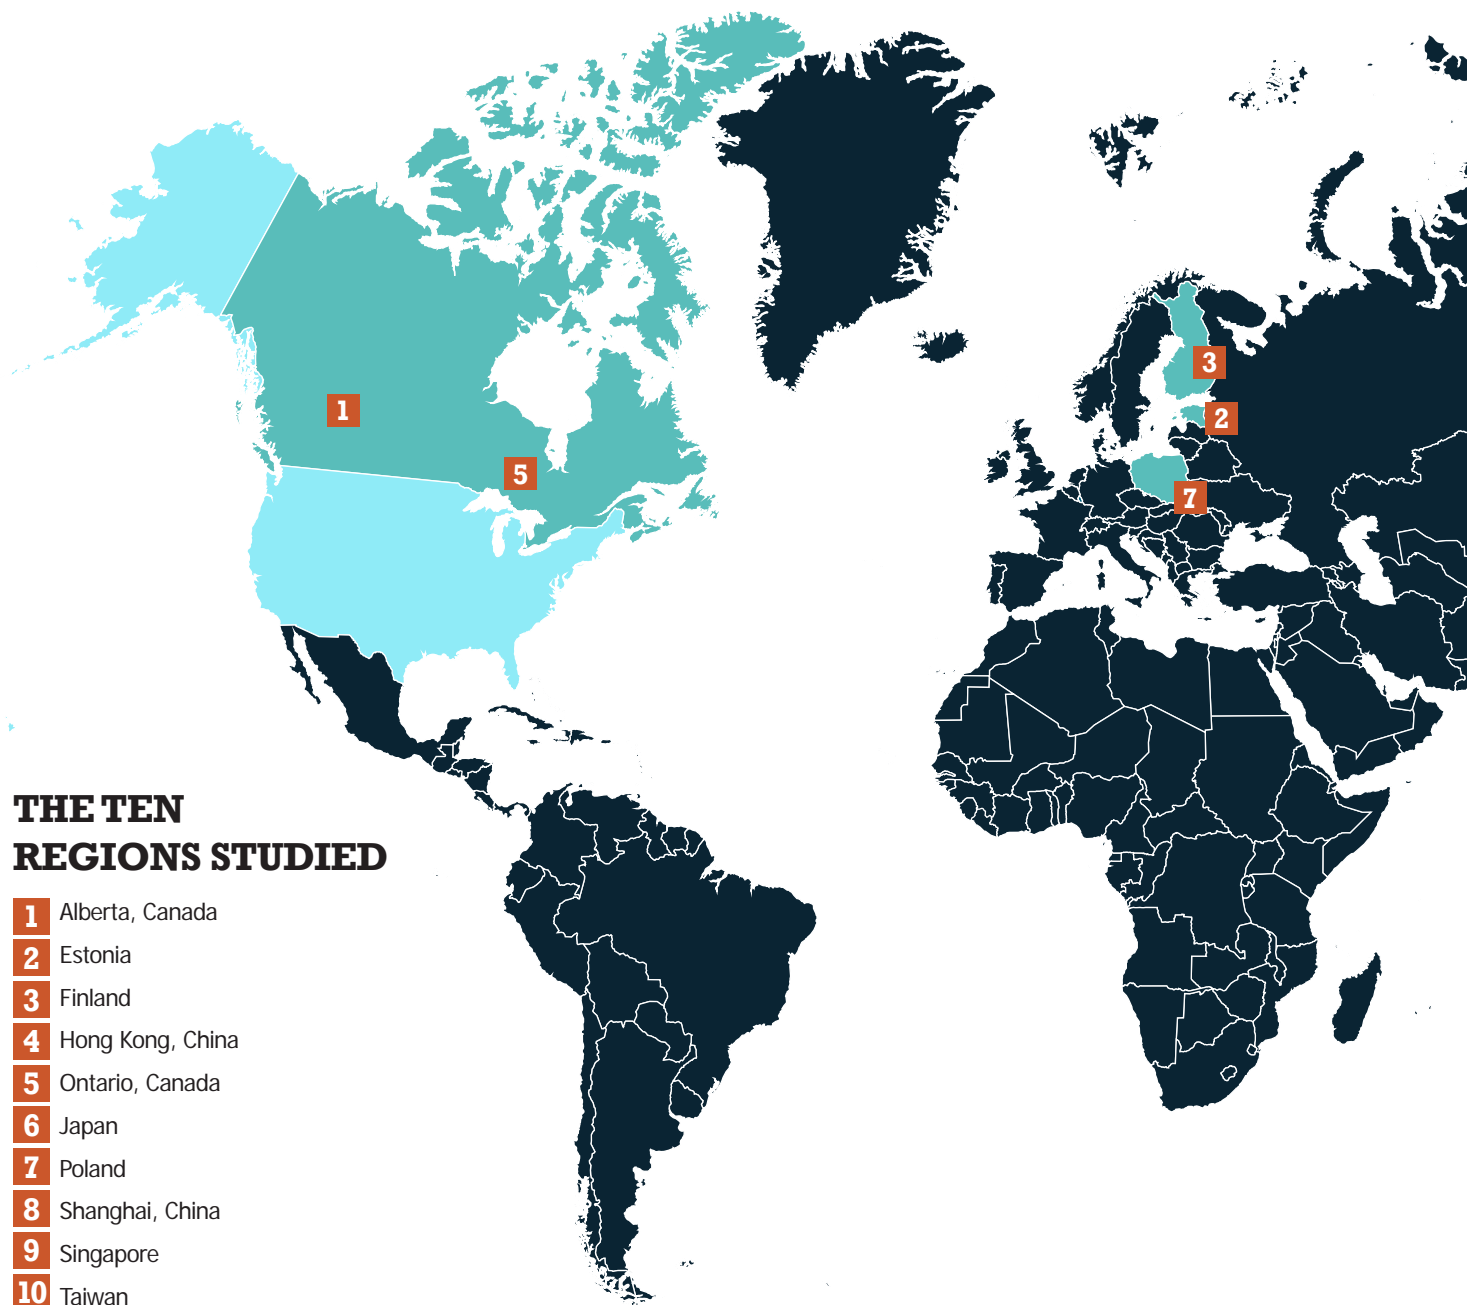 3
2
1
5
7
THE TEN
REGIONS STUDIED
1 Alberta, Canada
2 Estonia
3 Finland
4 Hong Kong, China
5 Ontario, Canada
6 Japan
7 Poland
8 Shanghai, China
9 Singapore
10 Taiwan